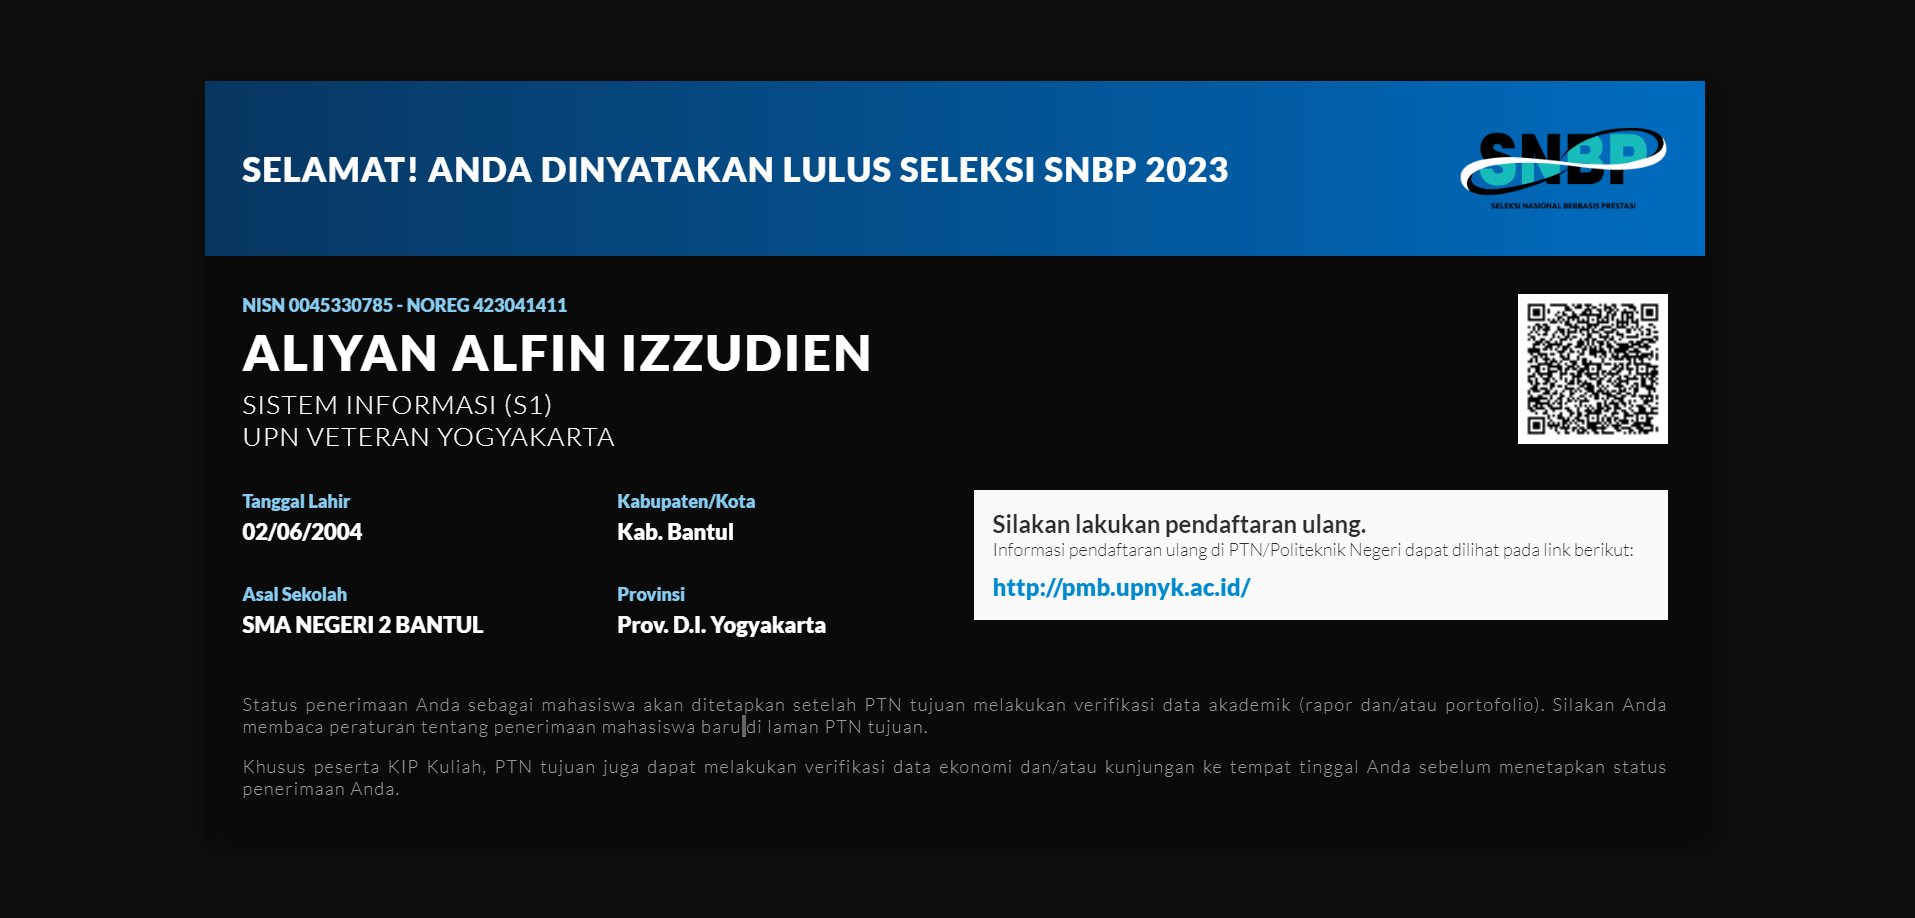 SELAMAT! ANDA DINYATAKAN LULUS SELEKSI SNBP 2023
SNBP
SELEKSI NASIONAL BERBASIS PRESTASI
NISN 0045330785 - NOREG 423041411
ALIYAN ALFIN IZZUDIEN
SISTEM INFORMASI (S1)
UPN VETERAN YOGYAKARTA
Tanggal Lahir
02/06/2004
Kabupaten/Kota
Kab. Bantul
Asal Sekolah
SMA NEGERI 2 BANTUL
Provinsi
Prov. D.I. Yogyakarta
Silakan lakukan pendaftaran ulang.
Informasi pendaftaran ulang di PTN/Politeknik Negeri dapat dilihat pada link berikut:
http://pmb.upnyk.ac.id/
Status penerimaan Anda sebagai mahasiswa akan ditetapkan setelah PTN tujuan melakukan verifikasi data akademik (rapor dan/atau portofolio). Silakan Anda
membaca peraturan tentang penerimaan mahasiswa baru di laman PTN tujuan.
Khusus peserta KIP Kuliah, PTN tujuan juga dapat melakukan verifikasi data ekonomi dan/atau kunjungan ke tempat tinggal Anda sebelum menetapkan status
penerimaan Anda.